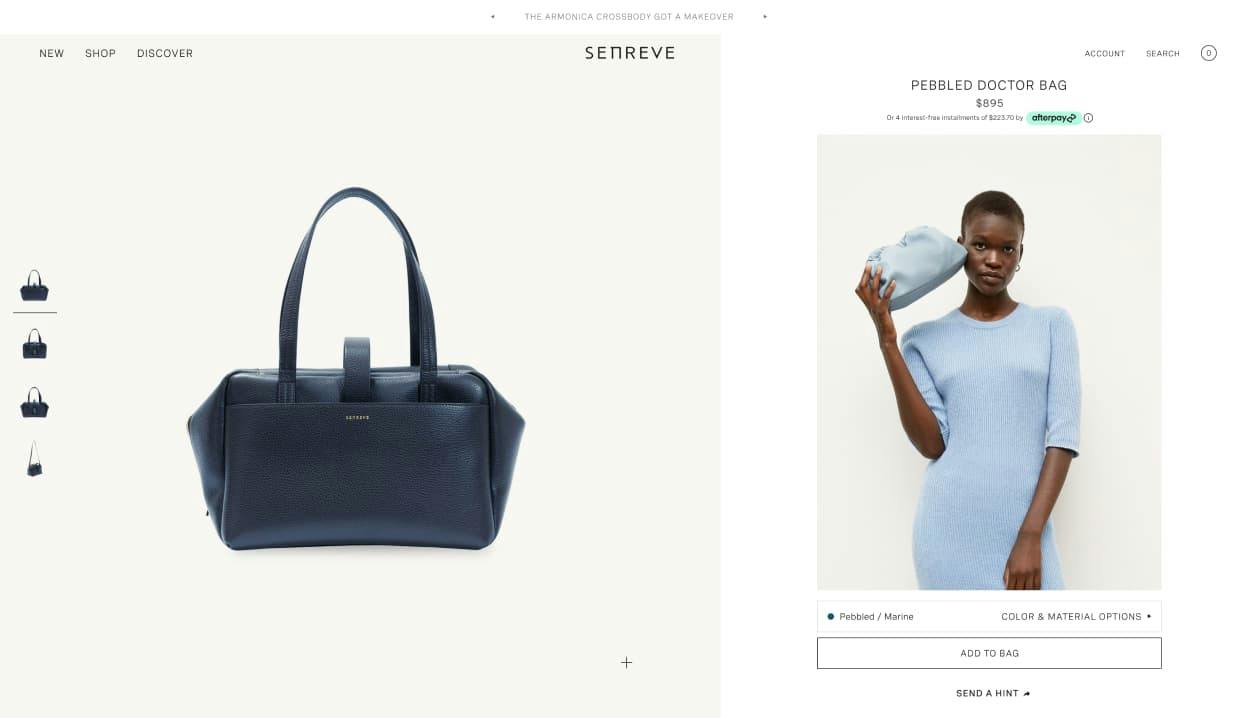 THE ARMONICA CROSSBODY GOT A MAKEOVER
NEW SHOP DISCOVER
SENREVE
ACCOUNT SEARCH 0
PEBBLED DOCTOR BAG
$895
Or 4 interest-free installments of $223.70 by afterpay
SENREVE
Pebbled / Marine COLOR & MATERIAL OPTIONS
ADD TO BAG
SEND A HINT